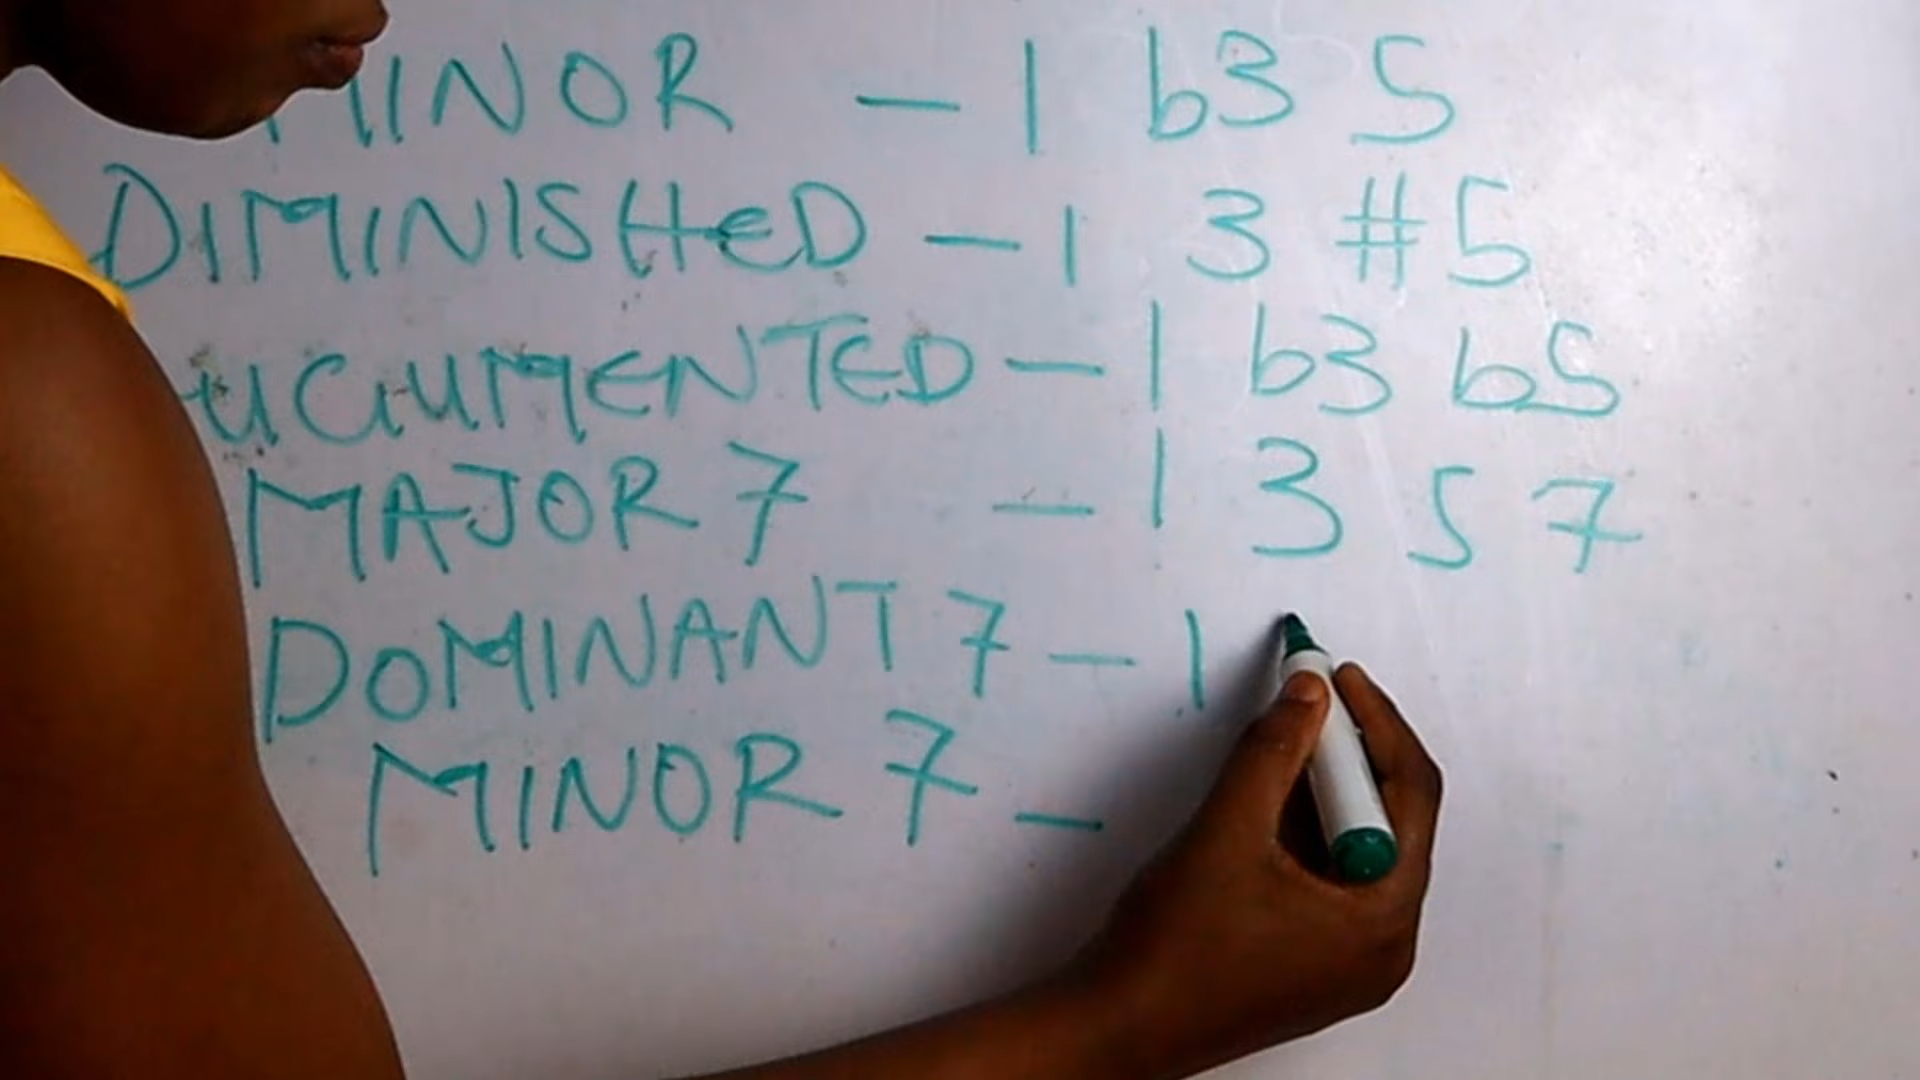 MINOR - 1 b3 5
DIMINISHED - 1 3 #5
UGUMENTED - 1 b3 b5
MAJOR 7 - 1 3 5 7
DOMINANT 7 - 1
MINOR 7 -